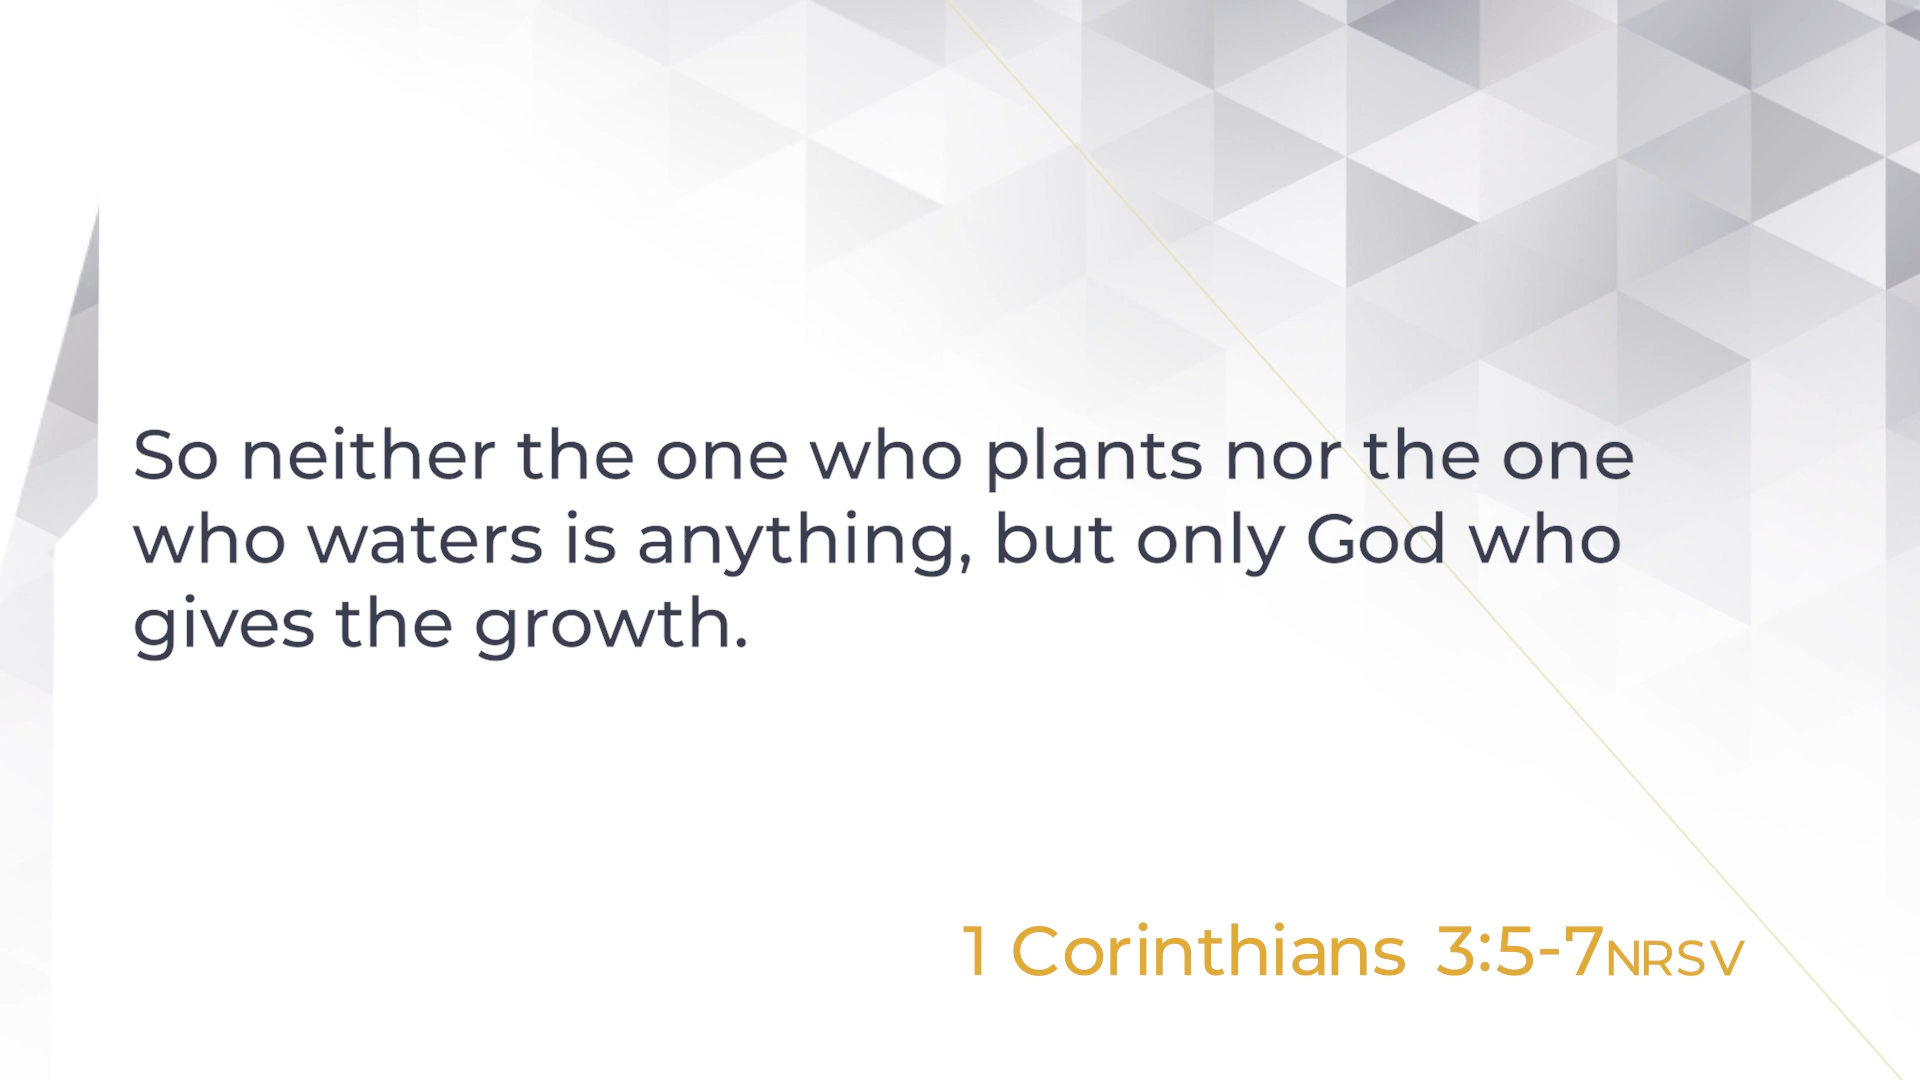 So neither the one who plants nor the one
who waters is anything, but only God who
gives the growth.
1 Corinthians 3:5-7NRSV